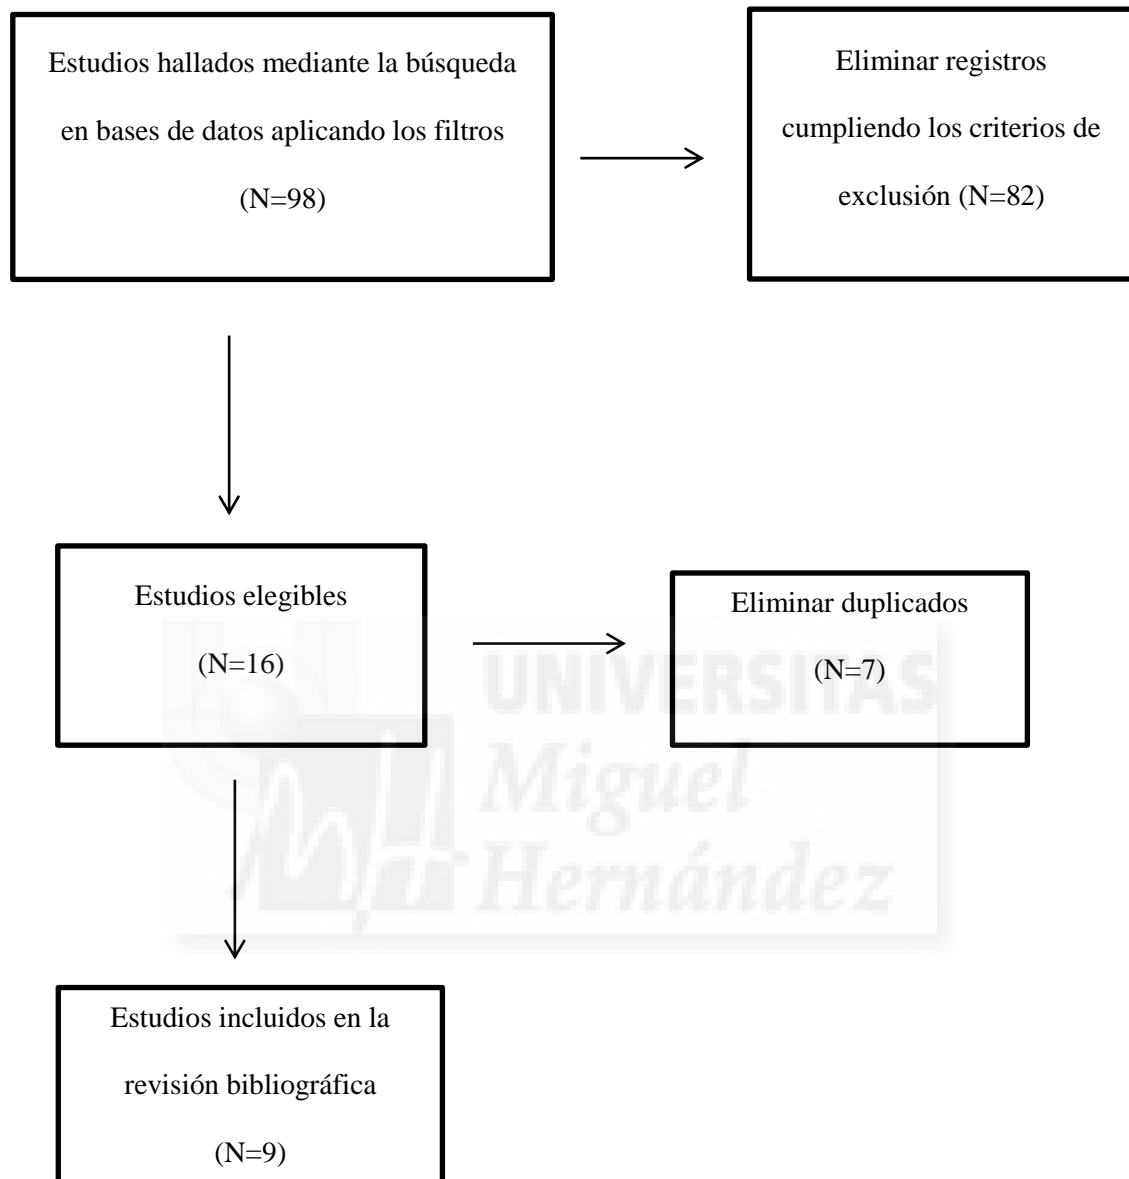 Estudios hallados mediante la búsqueda
en bases de datos aplicando los filtros
(N=98)
Eliminar registros
cumpliendo los criterios de
exclusión (N=82)
Estudios elegibles
(N=16)
Eliminar duplicados
(N=7)
UNIVERSITAS
Miguel
Hernández
Estudios incluidos en la
revisión bibliográfica
(N=9)